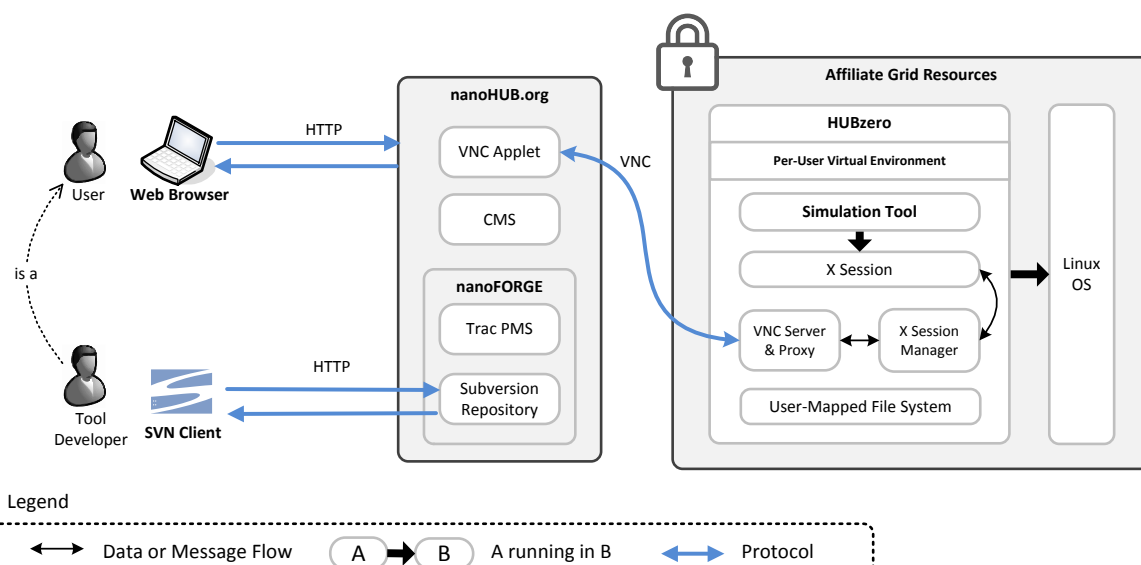 Affiliate Grid Resources
nanoHUB.org
HUBzero
HTTP
VNC Applet
VNC
Per-User Virtual Environment
User
Web Browser
Simulation Tool
CMS
X Session
is a
nanoFORGE
Linux
OS
Trac PMS
VNC Server
& Proxy
X Session
Manager
HTTP
Subversion
Repository
User-Mapped File System
Tool
Developer
SVN Client
Legend
Data or Message Flow
A
B
A running in B
Protocol